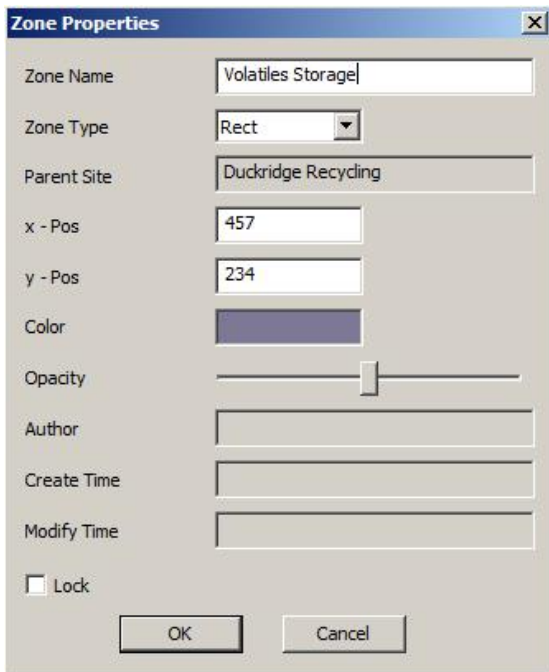 Zone Properties
Zone Name Volatiles Storage
Zone Type Rect
Parent Site Duckridge Recycling
x - Pos 457
y - Pos 234
Color
Opacity
Author
Create Time
Modify Time
Lock
OK Cancel